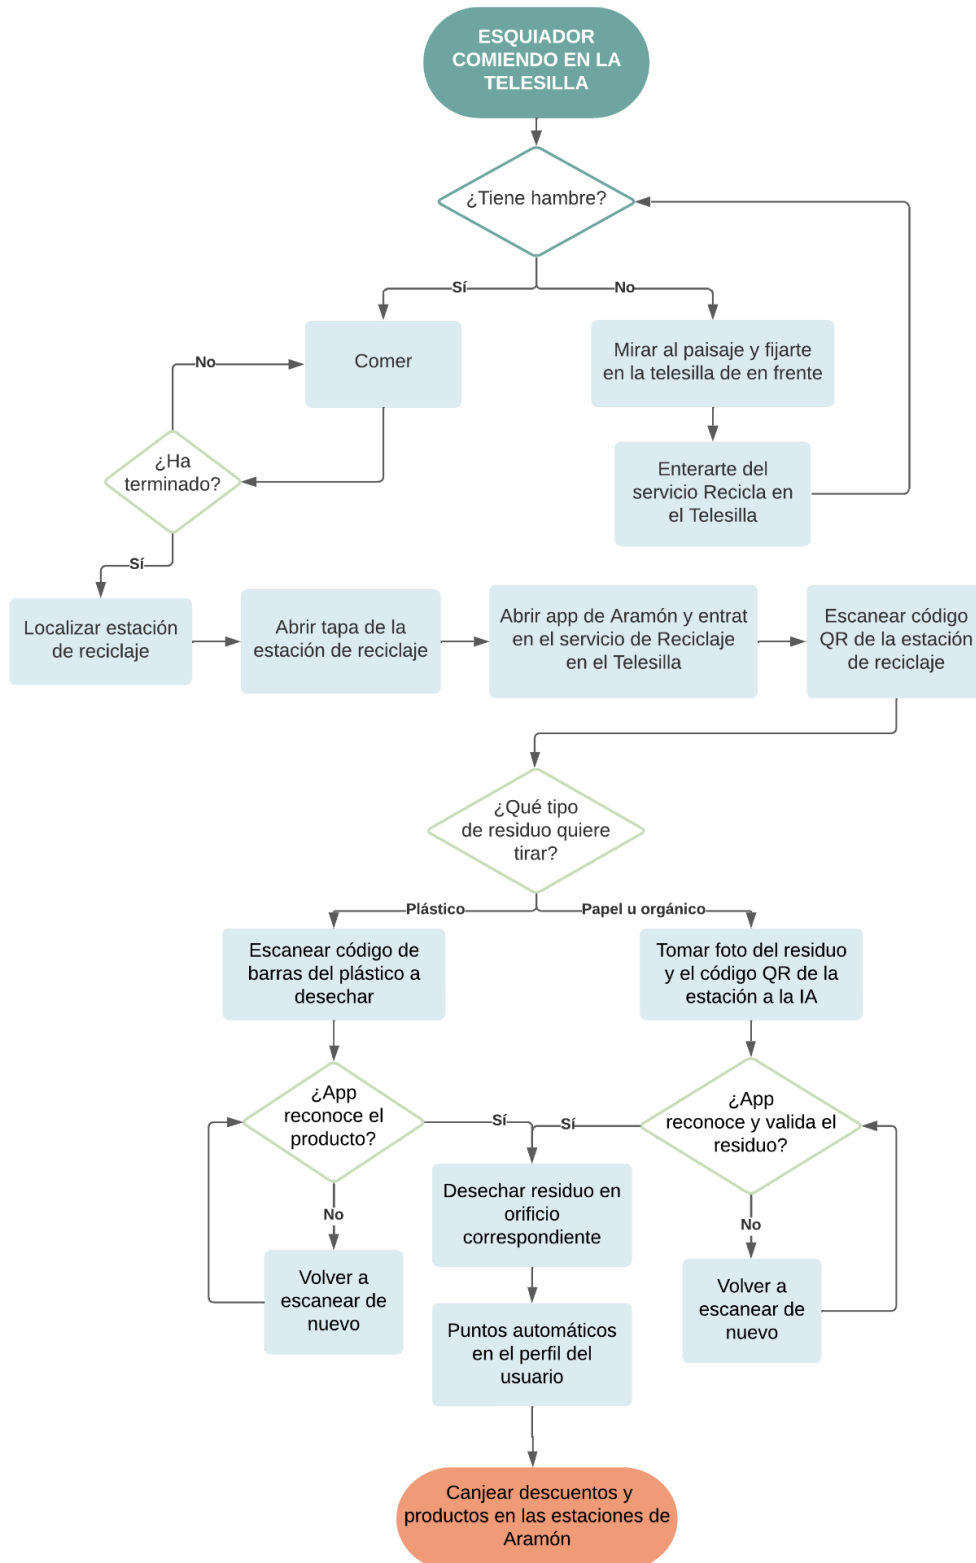 ESQUIADOR
COMIENDO EN LA
TELESILLA
¿Tiene hambre?
Sí
No
Comer
Mirar al paisaje y fijarte
en la telesilla de en frente
No
¿Ha
terminado?
Enterarte del
servicio Recicla en
el Telesilla
Sí
Localizar estación
de reciclaje
Abrir tapa de la
estación de reciclaje
Abrir app de Aramón y entrat
en el servicio de Reciclaje
en el Telesilla
Escanear código
QR de la estación
de reciclaje
¿Qué tipo
de residuo quiere
tirar?
Plástico
Papel u orgánico
Escanear código de
barras del plástico a
desechar
Tomar foto del residuo
y el código QR de la
estación a la IA
¿App
reconoce el
producto?
Sí
Sí
¿App
reconoce y valida el
residuo?
No
Desechar residuo en
orificio
correspondiente
No
Volver a
escanear de
nuevo
Volver a
escanear de
nuevo
Puntos automáticos
en el perfil del
usuario
Canjear descuentos y
productos en las estaciones de
Aramón